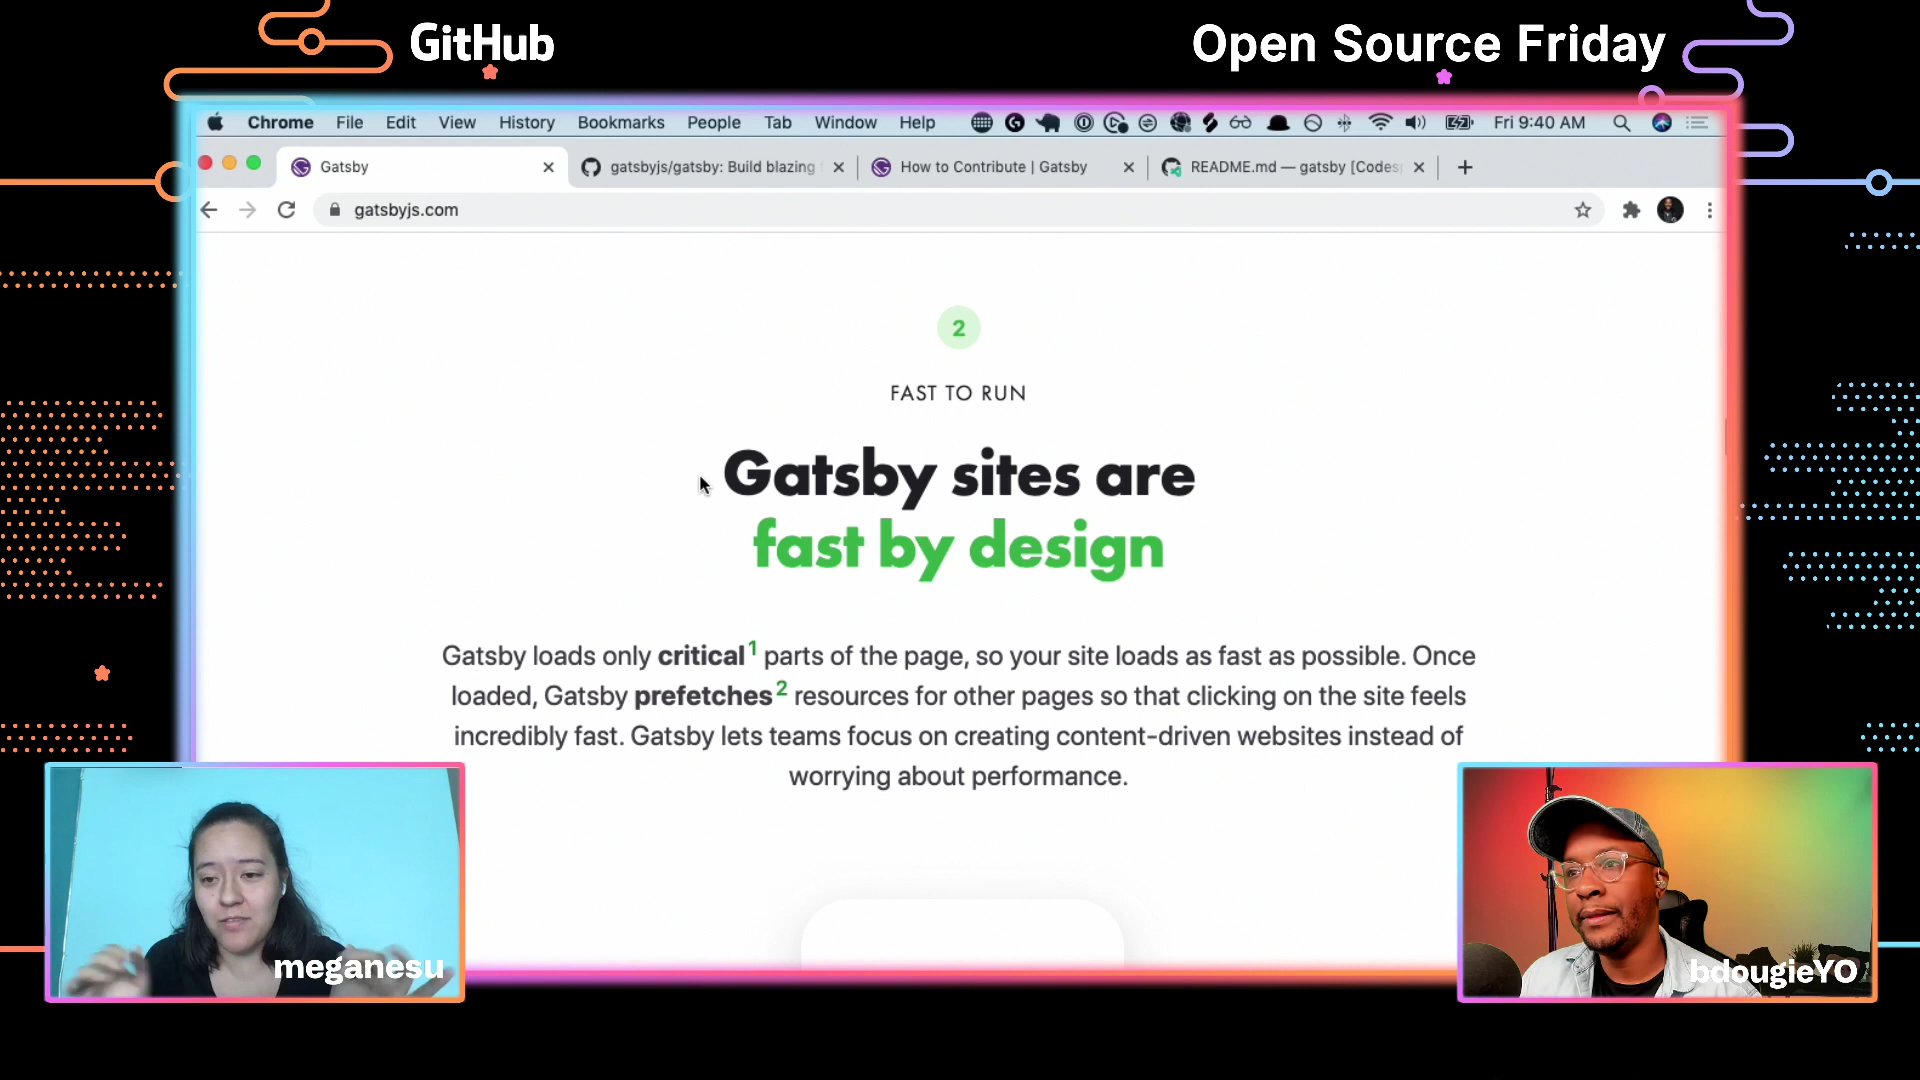 GitHub
Open Source Friday
Chrome File Edit View History Bookmarks People Tab Window Help Fri 9:40 AM
Gatsby
gatsbyjs/gatsby: Build blazing
How to Contribute | Gatsby
README.md — gatsby [Codes
gatsbyjs.com
2
FAST TO RUN
Gatsby sites are
fast by design
Gatsby loads only critical 1 parts of the page, so your site loads as fast as possible. Once
loaded, Gatsby prefetches 2 resources for other pages so that clicking on the site feels
incredibly fast. Gatsby lets teams focus on creating content-driven websites instead of
worrying about performance.
meganesu
bdougieYO